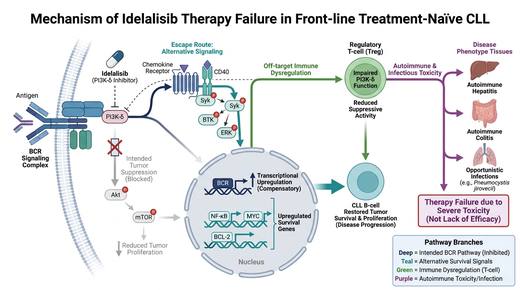 Mechanism of Idelalisib Therapy Failure in Front-line Treatment-Naïve CLL
Escape Route:
Alternative Signaling
Chemokine
Receptor
CD40
Idelalisib
(PI3K-δ Inhibitor)
Antigen
BCR
Signaling
Complex
PI3K-δ
Syk
Syk
BTK
ERK
Off-target Immune
Dysregulation
Regulatory
T-cell (Treg)
Impaired
PI3K-δ
Function
Reduced
Suppressive
Activity
Autoimmune &
Infectious Toxicity
Disease
Phenotype Tissues
Autoimmune
Hepatitis
Autoimmune
Colitis
Opportunistic
Infections
(e.g., Pneumocystis
jirovecii)
Intended
Tumor
Suppression
(Blocked)
Akt
mTOR
Reduced Tumor
Proliferation
BCR
Transcriptional
Upregulation
(Compensatory)
NF-κB
MYC
BCL-2
Upregulated
Survival
Genes
Nucleus
CLL B-cell
Restored Tumor
Survival & Proliferation
(Disease Progression)
Therapy Failure due to
Severe Toxicity
(Not Lack of Efficacy)
Pathway Branches
Deep = Intended BCR Pathway (Inhibited)
Teal = Alternative Survival Signals
Green = Immune Dysregulation (T-cell)
Purple = Autoimmune Toxicity/Infection